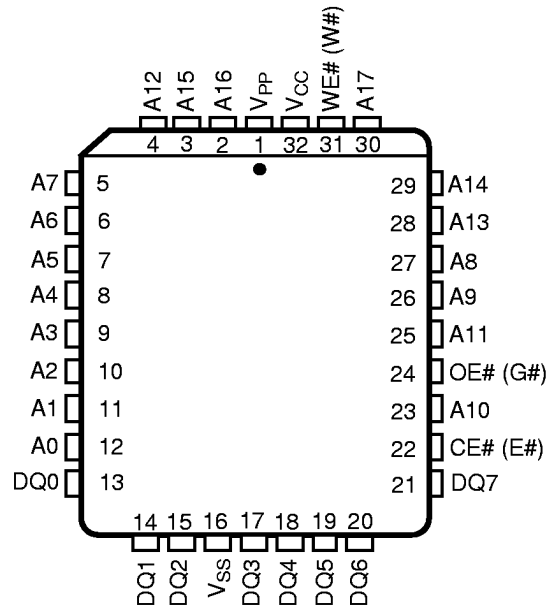 A12 A15 A16 VPP VCC WE# (W#) A17
4 3 2 1 32 31 30
A7 5 29 A14
A6 6 28 A13
A5 7 27 A8
A4 8 26 A9
A3 9 25 A11
A2 10 24 OE# (G#)
A1 11 23 A10
A0 12 22 CE# (E#)
DQ0 13 21 DQ7
14 15 16 17 18 19 20
DQ1 DQ2 VSS DQ3 DQ4 DQ5 DQ6